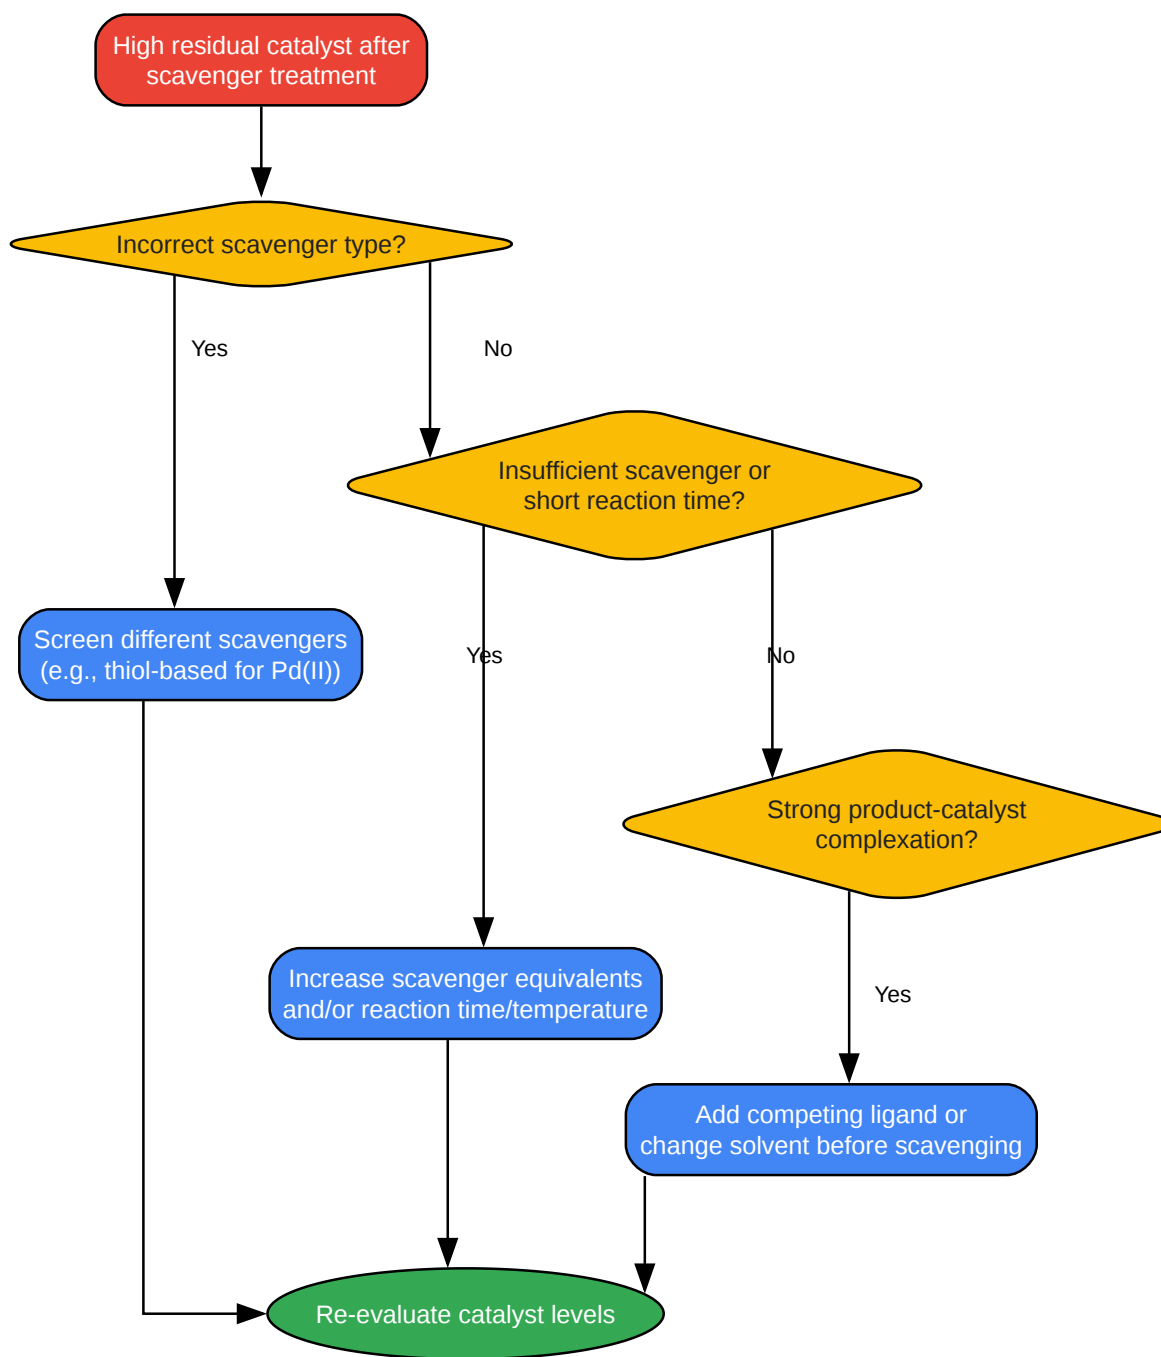 High residual catalyst after
scavenger treatment
Incorrect scavenger type?
Yes
No
Insufficient scavenger or
short reaction time?
Screen different scavengers
(e.g., thiol-based for Pd(II))
Yes
No
Strong product-catalyst
complexation?
Increase scavenger equivalents
and/or reaction time/temperature
Yes
Add competing ligand or
change solvent before scavenging
Re-evaluate catalyst levels